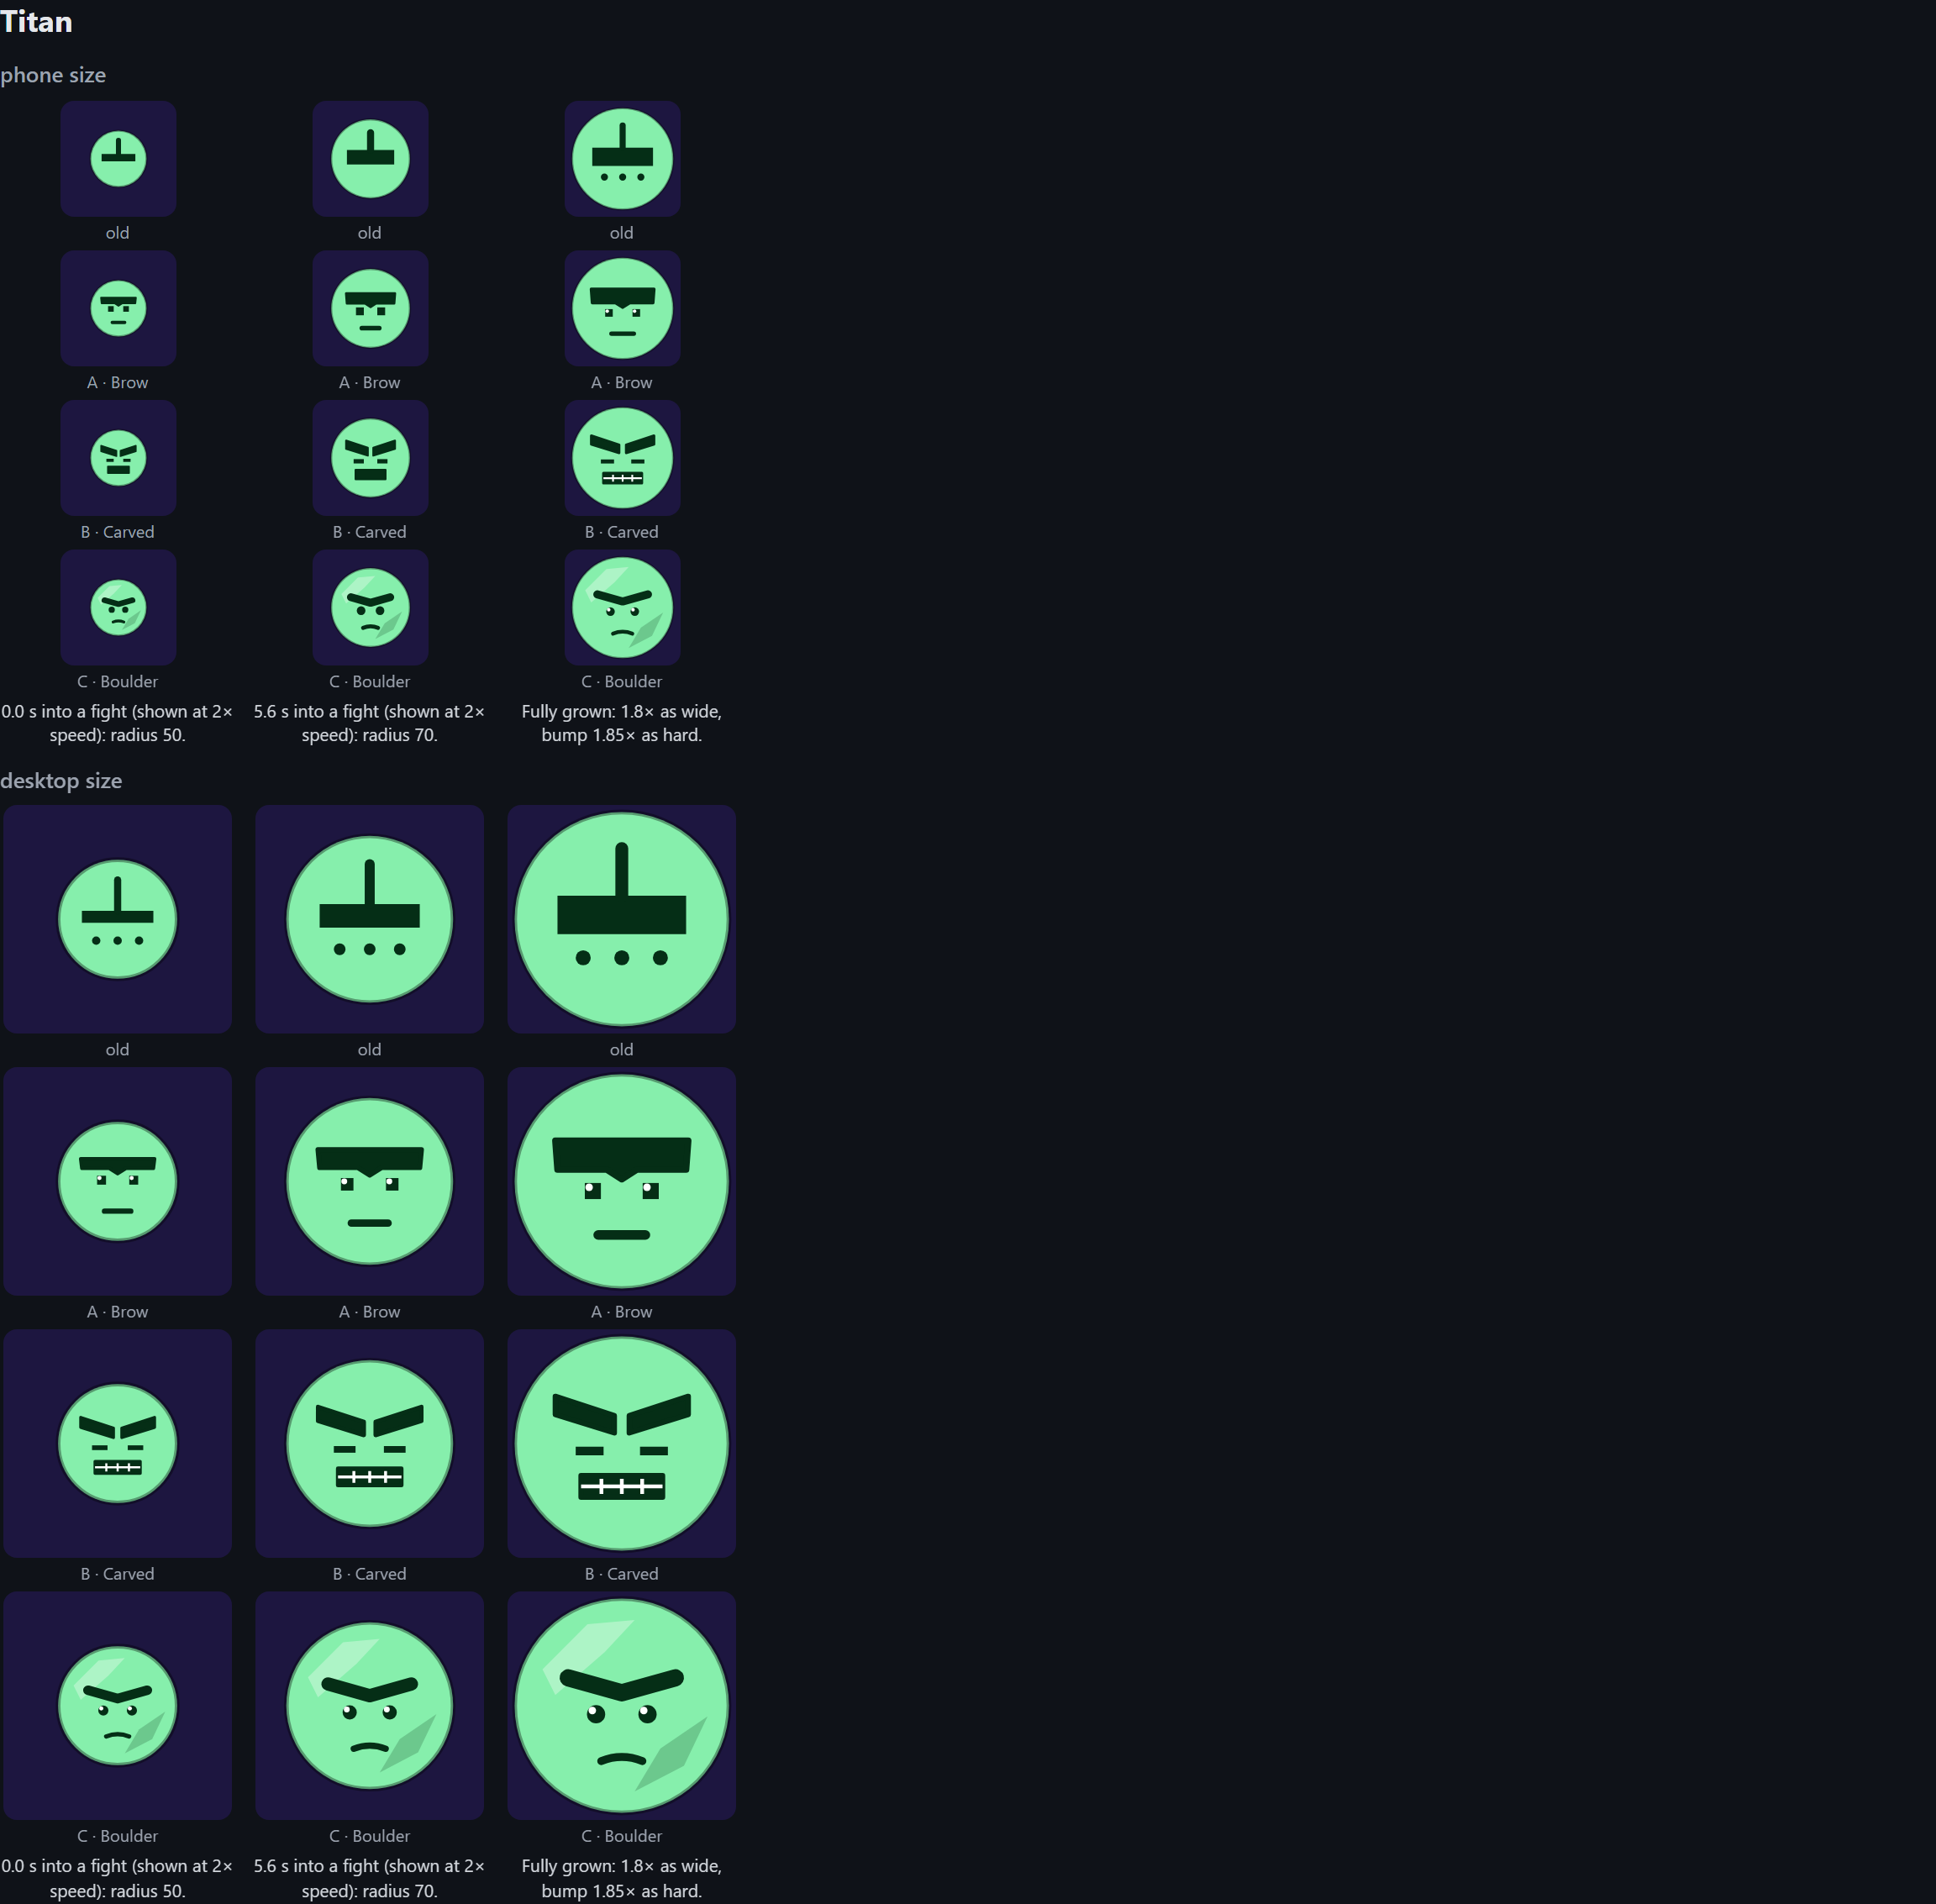 Titan
phone size
old old old
A · Brow A · Brow A · Brow
B · Carved B · Carved B · Carved
C · Boulder C · Boulder C · Boulder
0.0 s into a fight (shown at 2× speed): radius 50.
5.6 s into a fight (shown at 2× speed): radius 70.
Fully grown: 1.8× as wide, bump 1.85× as hard.
desktop size
old old old
A · Brow A · Brow A · Brow
B · Carved B · Carved B · Carved
C · Boulder C · Boulder C · Boulder
0.0 s into a fight (shown at 2× speed): radius 50.
5.6 s into a fight (shown at 2× speed): radius 70.
Fully grown: 1.8× as wide, bump 1.85× as hard.